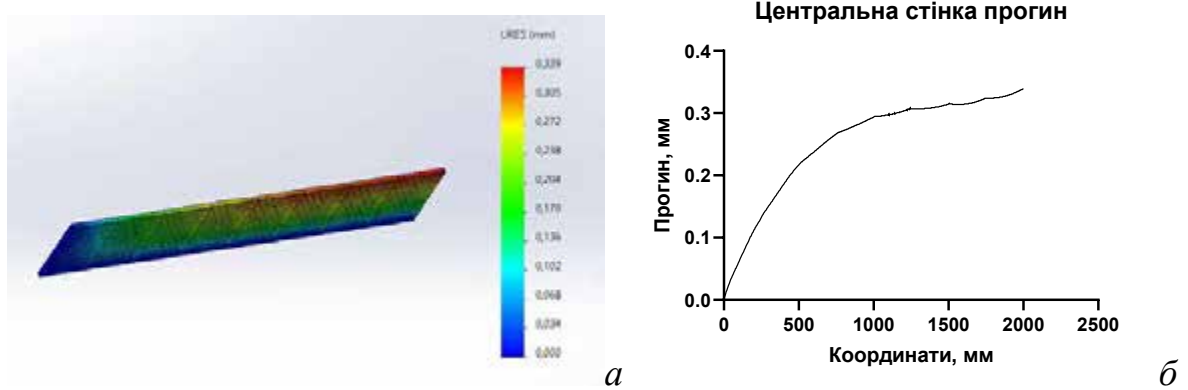 URES (mm)
0,339
0,305
0,272
0,238
0,204
0,170
0,136
0,102
0,068
0,034
0,000
а
Центральна стінка прогин
Прогин, мм
0.4
0.3
0.2
0.1
0.0
0 500 1000 1500 2000 2500
Координати, мм
б